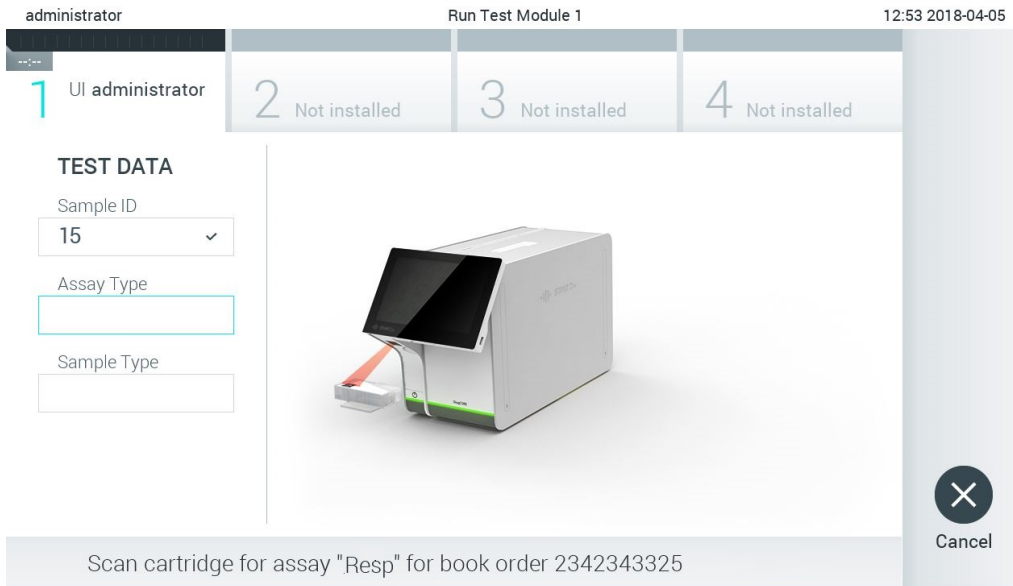 administrator
Run Test Module 1
12:53 2018-04-05
--:--
1 UI administrator
2 Not installed
3 Not installed
4 Not installed
TEST DATA
Sample ID
15
Assay Type
Sample Type
Cancel
Scan cartridge for assay "Resp" for book order 2342343325